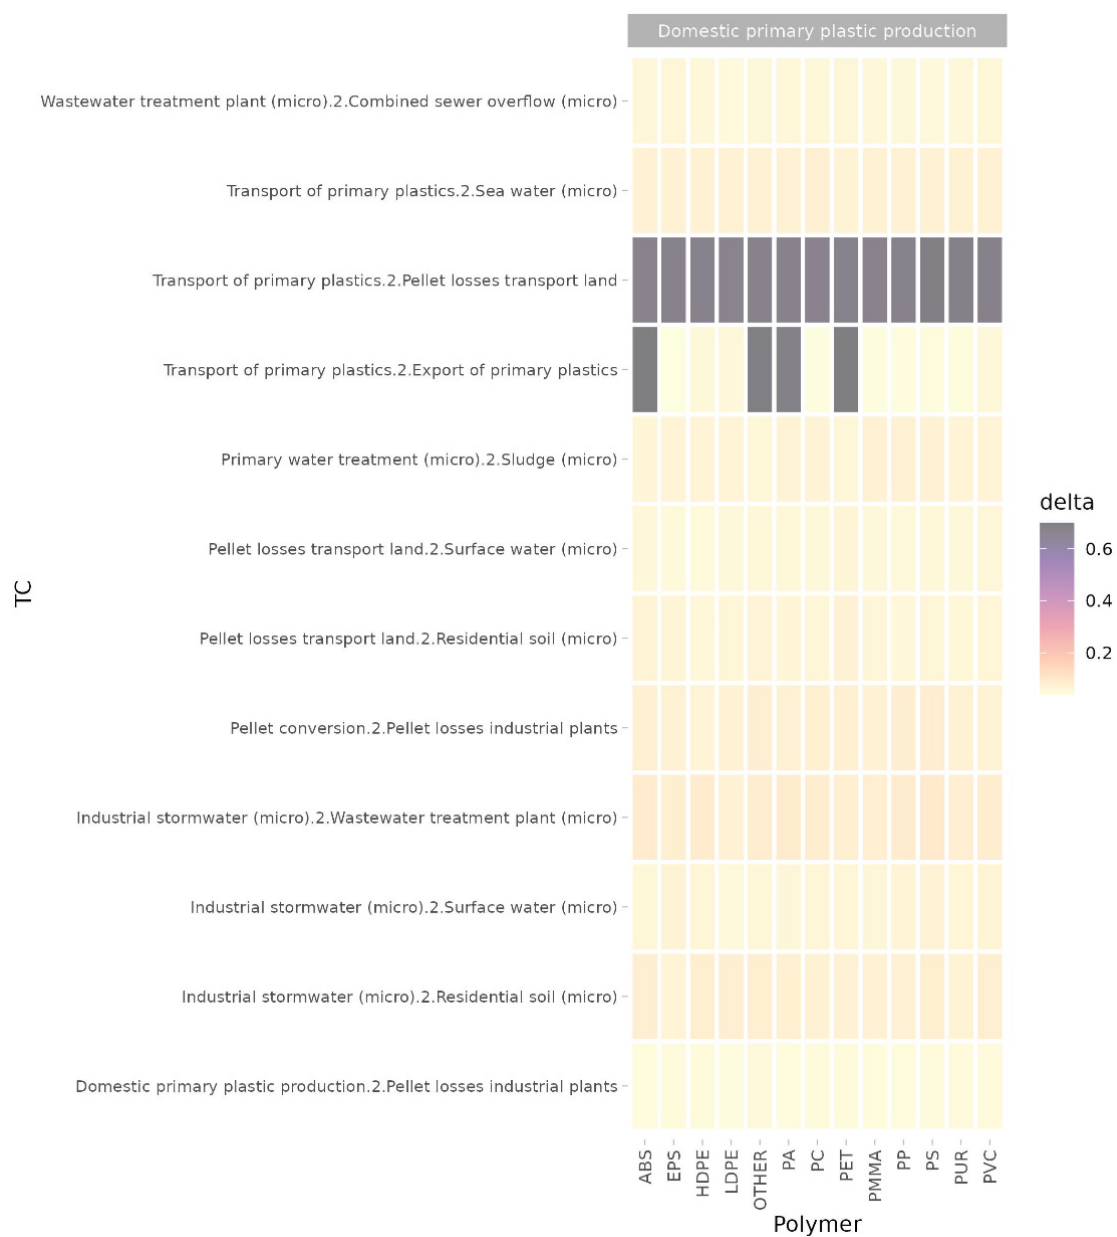 Domestic primary plastic production
Wastewater treatment plant (micro).2.Combined sewer overflow (micro)
Transport of primary plastics.2.Sea water (micro)
Transport of primary plastics.2.Pellet losses transport land
Transport of primary plastics.2.Export of primary plastics
Primary water treatment (micro).2.Sludge (micro)
Pellet losses transport land.2.Surface water (micro)
Pellet losses transport land.2.Residential soil (micro)
Pellet conversion.2.Pellet losses industrial plants
Industrial stormwater (micro).2.Wastewater treatment plant (micro)
Industrial stormwater (micro).2.Surface water (micro)
Industrial stormwater (micro).2.Residential soil (micro)
Domestic primary plastic production.2.Pellet losses industrial plants
TC
ABS
EPS
HDPE
LDPE
OTHER
PA
PC
PET
PMMA
PP
PS
PUR
PVC
Polymer
delta
0.6
0.4
0.2